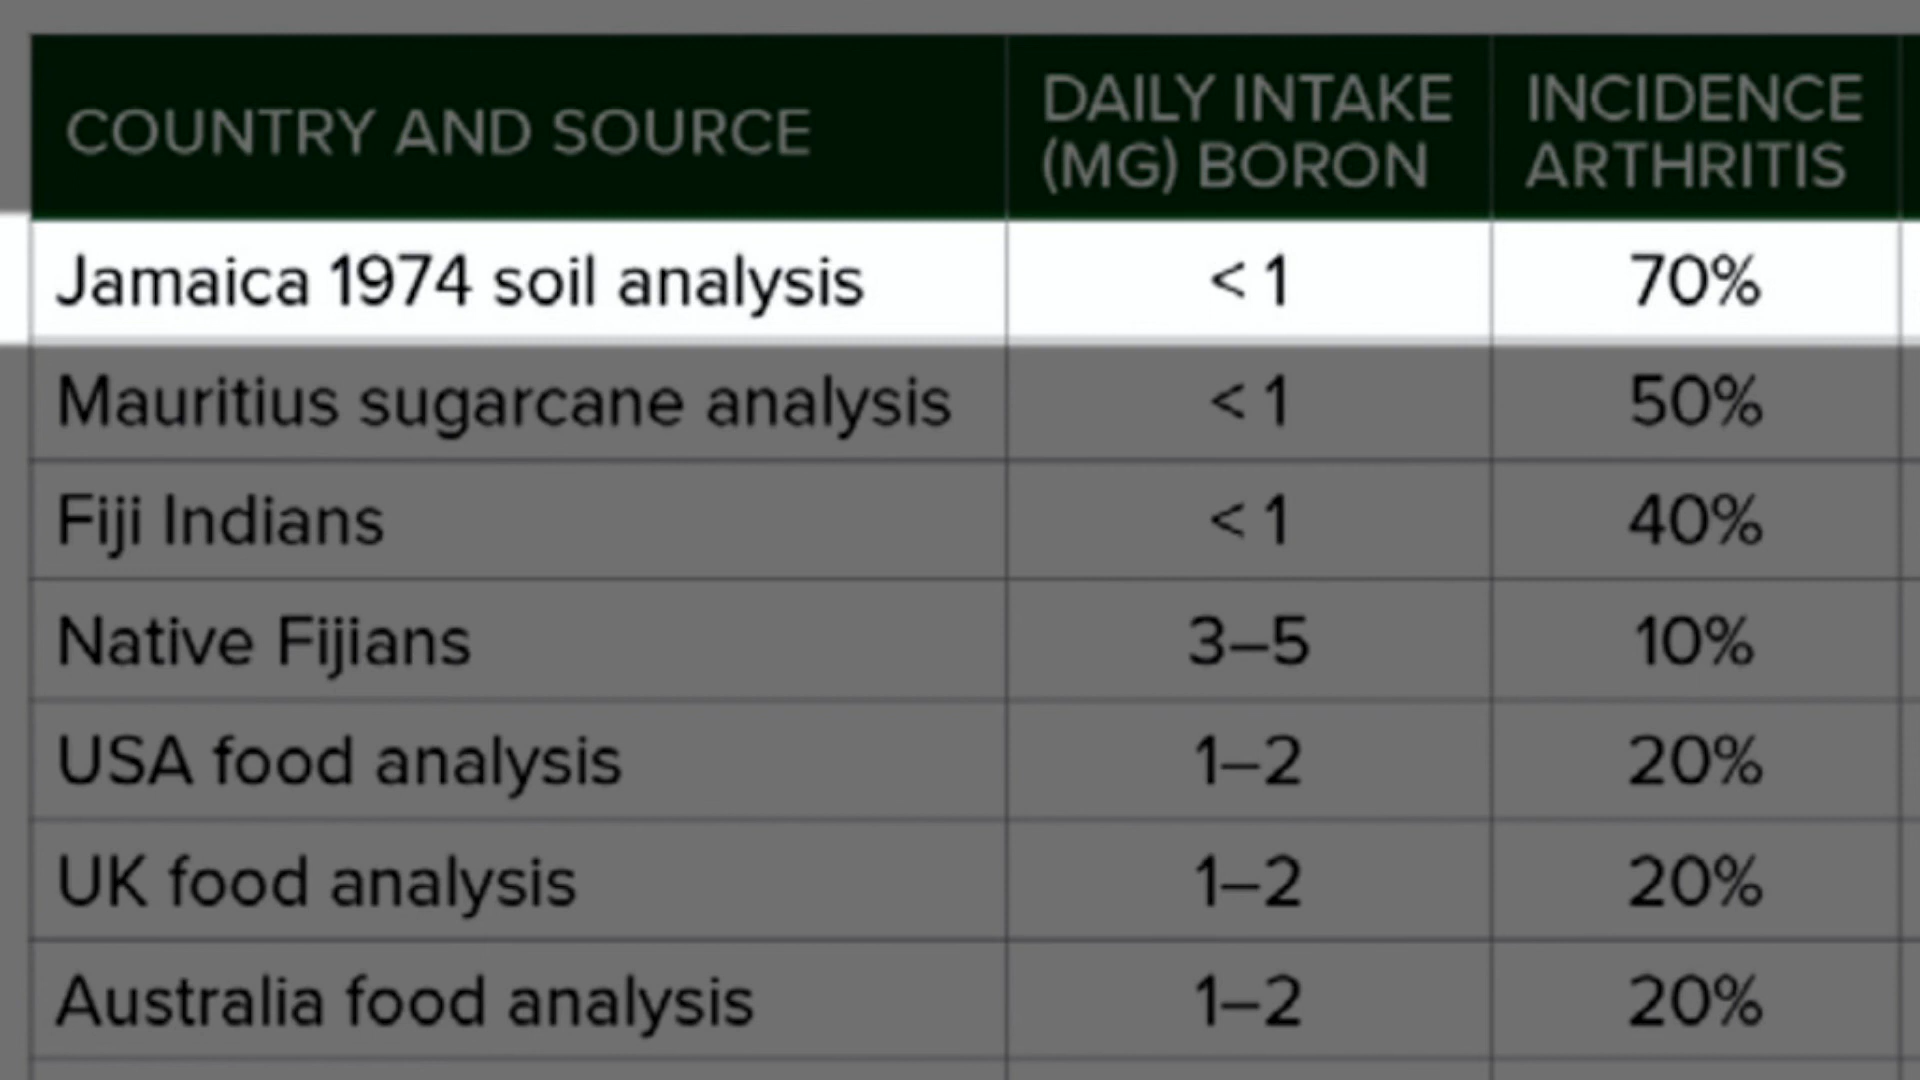 COUNTRY AND SOURCE
DAILY INTAKE
(MG) BORON
INCIDENCE
ARTHRITIS
Jamaica 1974 soil analysis < 1 70%
Mauritius sugarcane analysis < 1 50%
Fiji Indians < 1 40%
Native Fijians 3–5 10%
USA food analysis 1–2 20%
UK food analysis 1–2 20%
Australia food analysis 1–2 20%